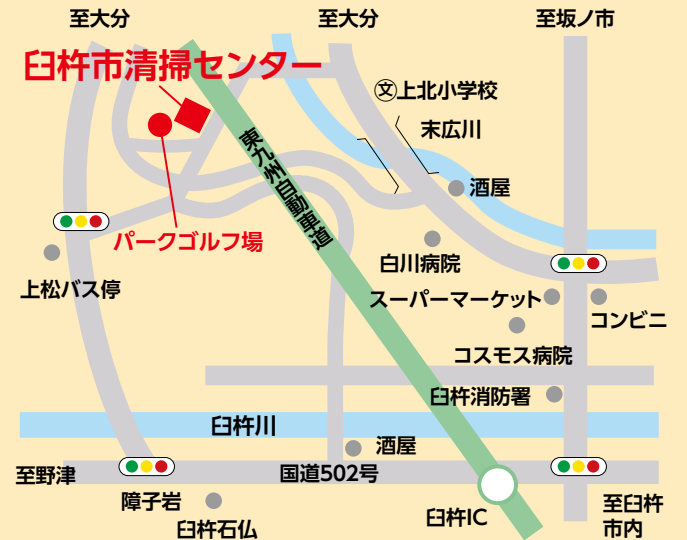 至大分
至大分
至坂ノ市
臼杵市清掃センター
㊊上北小学校
末広川
東九州自動車道
酒屋
パークゴルフ場
白川病院
上松バス停
スーパーマーケット
コンビニ
コスモス病院
臼杵消防署
臼杵川
酒屋
至野津
国道502号
障子岩
臼杵石仏
臼杵IC
至臼杵
市内